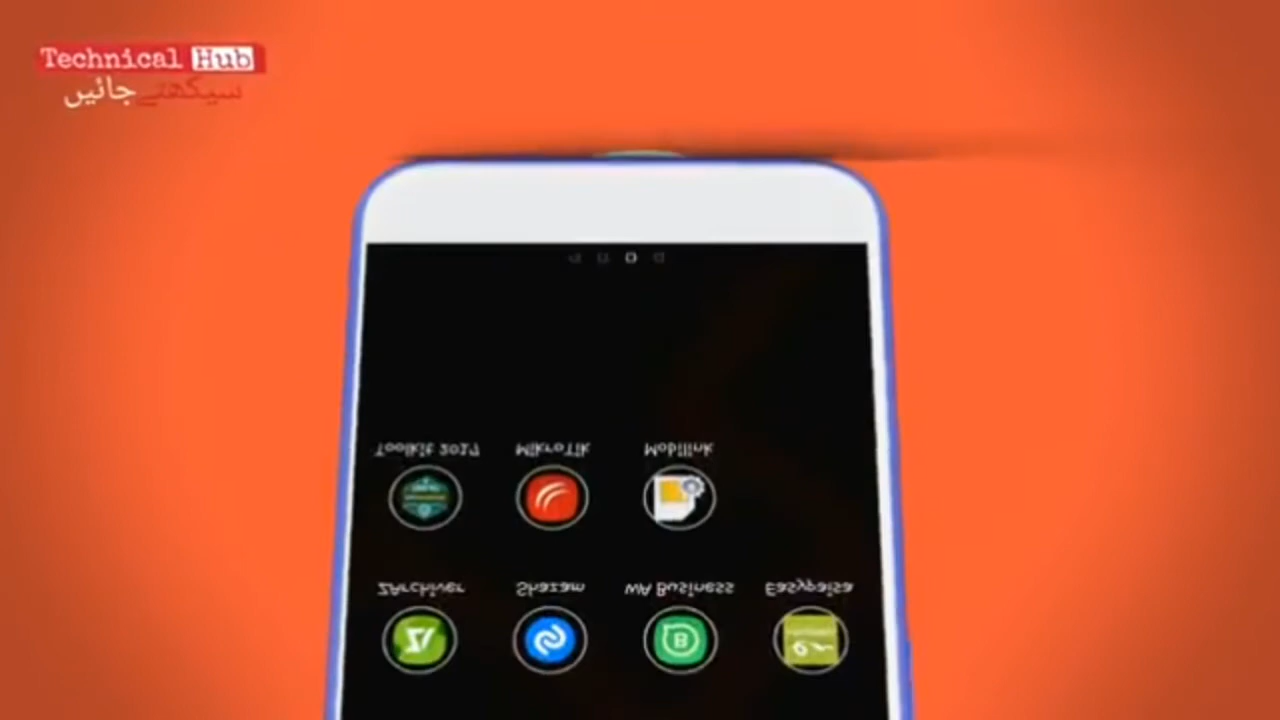 Technical Hub
سیکھتے جائیں
Toolkit 2017 MikroTik Mobilink
ZArchiver Shazam WA Business Easypaisa